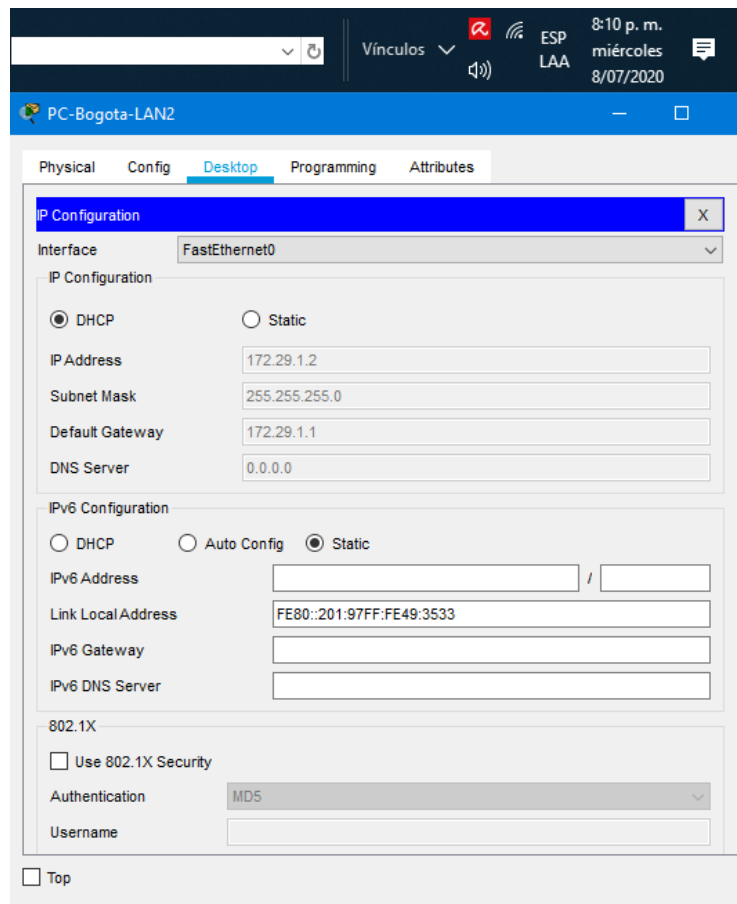 8:10 p. m.
Vínculos ESP miércoles
LAA 8/07/2020
PC-Bogota-LAN2
Physical Config Desktop Programming Attributes
IP Configuration X
Interface FastEthernet0
IP Configuration
DHCP Static
IP Address 172.29.1.2
Subnet Mask 255.255.255.0
Default Gateway 172.29.1.1
DNS Server 0.0.0.0
IPv6 Configuration
DHCP Auto Config Static
IPv6 Address /
Link Local Address FE80::201:97FF:FE49:3533
IPv6 Gateway
IPv6 DNS Server
802.1X
Use 802.1X Security
Authentication MD5
Username
Top